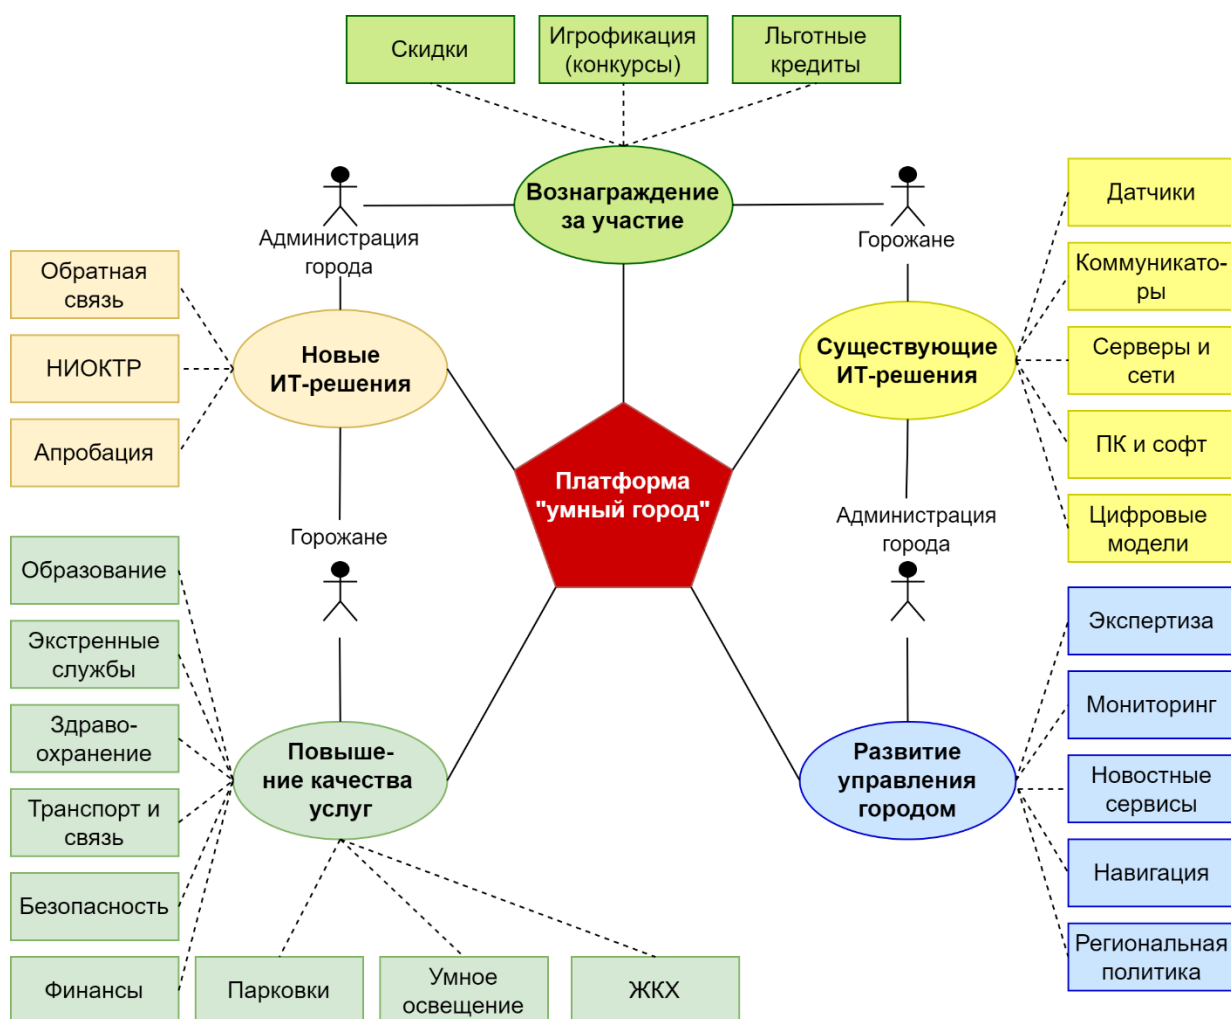 Скидки
Игрофикация
(конкурсы)
Льготные
кредиты
Вознаграждение
за участие
Администрация
города
Горожане
Обратная
связь
НИОКТР
Апробация
Новые
ИТ-решения
Существующие
ИТ-решения
Датчики
Коммуникато-
ры
Серверы и
сети
ПК и софт
Цифровые
модели
Платформа
"умный город"
Горожане
Администрация
города
Образование
Экстренные
службы
Здраво-
охранение
Транспорт и
связь
Безопасность
Финансы
Повыше-
ние качества
услуг
Парковки
Умное
освещение
ЖКХ
Развитие
управления
городом
Экспертиза
Мониторинг
Новостные
сервисы
Навигация
Региональная
политика